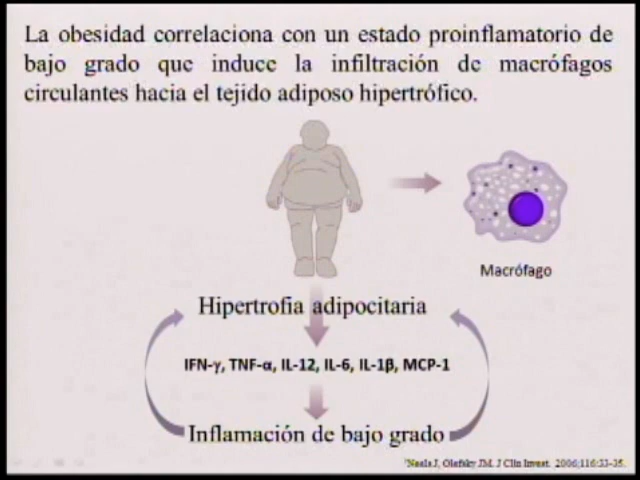 La obesidad correlaciona con un estado proinflamatorio de
bajo grado que induce la infiltración de macrófagos
circulantes hacia el tejido adiposo hipertrófico.
Macrófago
Hipertrofia adipocitaria
IFN-γ, TNF-α, IL-12, IL-6, IL-1β, MCP-1
Inflamación de bajo grado
J, Olefsky JM. J Clin Invest. 2006;116:33-35.